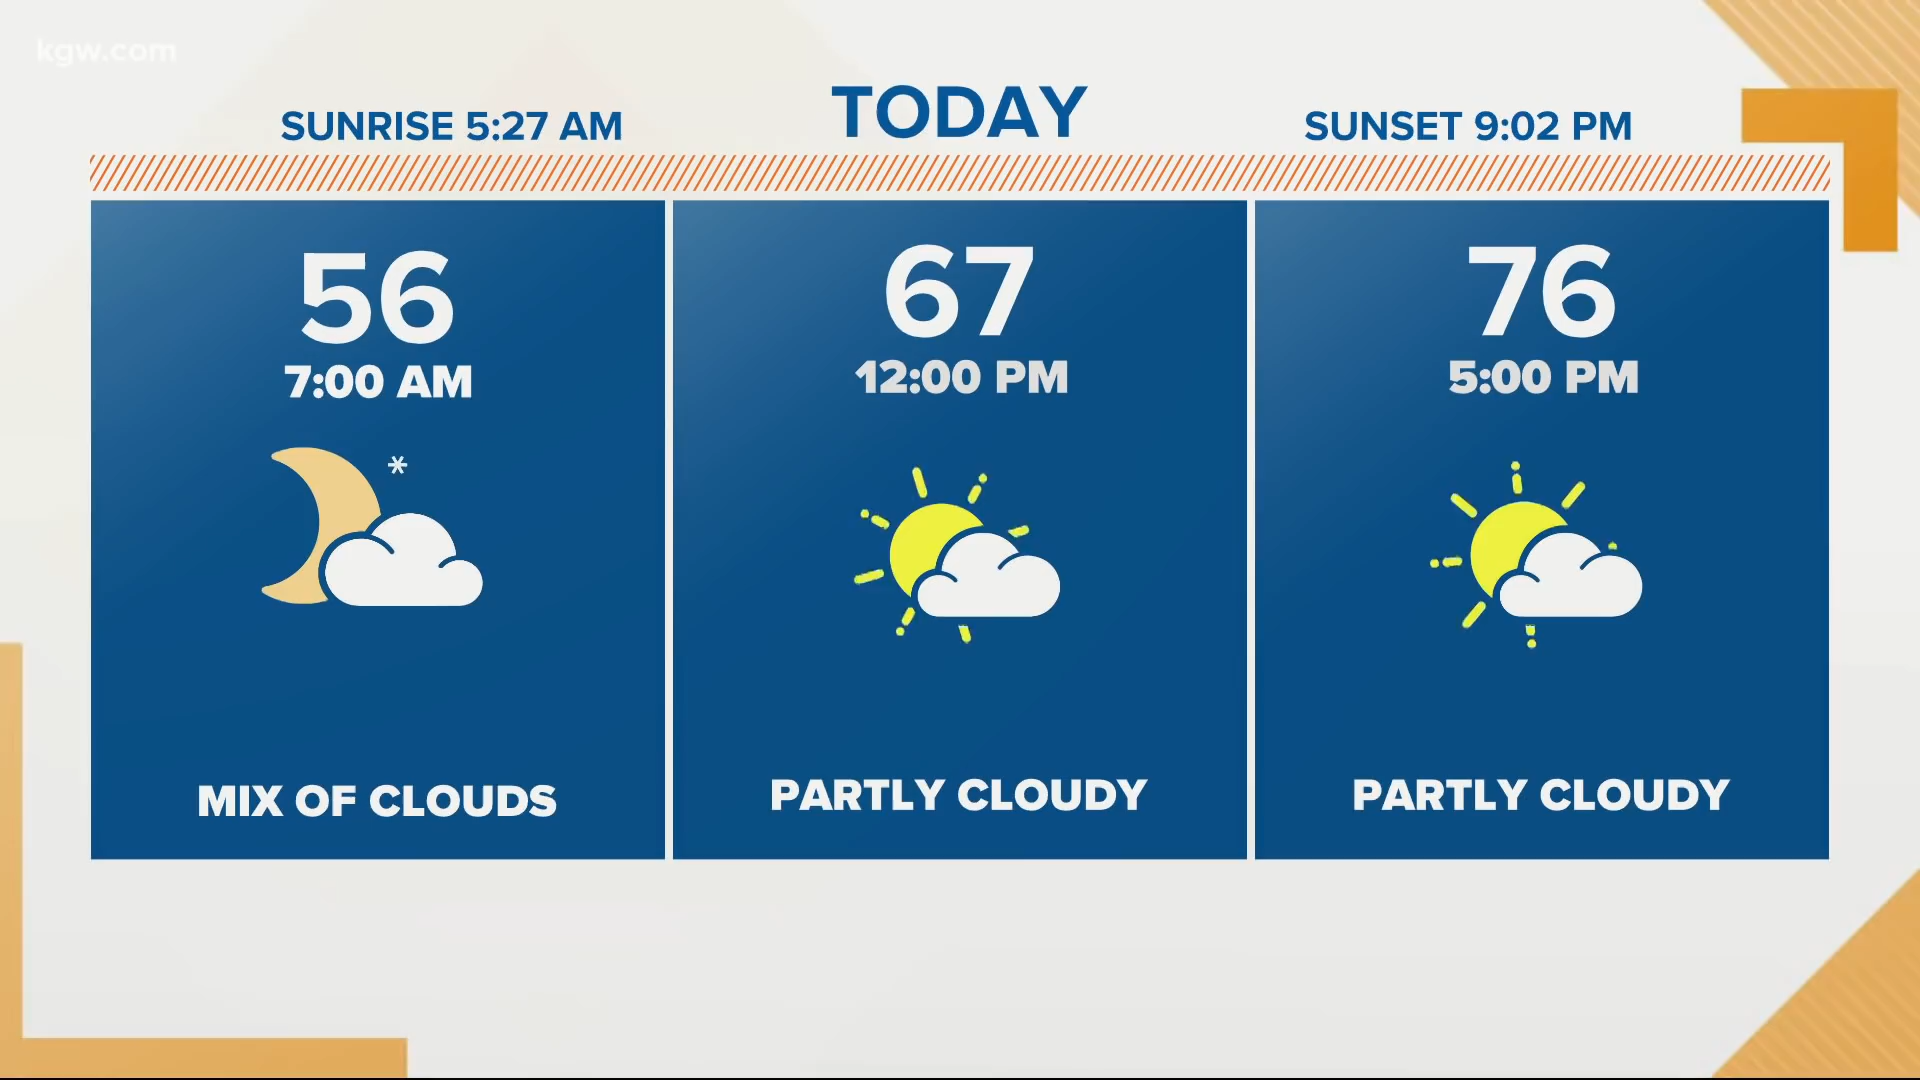 kgw.com
SUNRISE 5:27 AM
TODAY
SUNSET 9:02 PM
56
7:00 AM
MIX OF CLOUDS
67
12:00 PM
PARTLY CLOUDY
76
5:00 PM
PARTLY CLOUDY